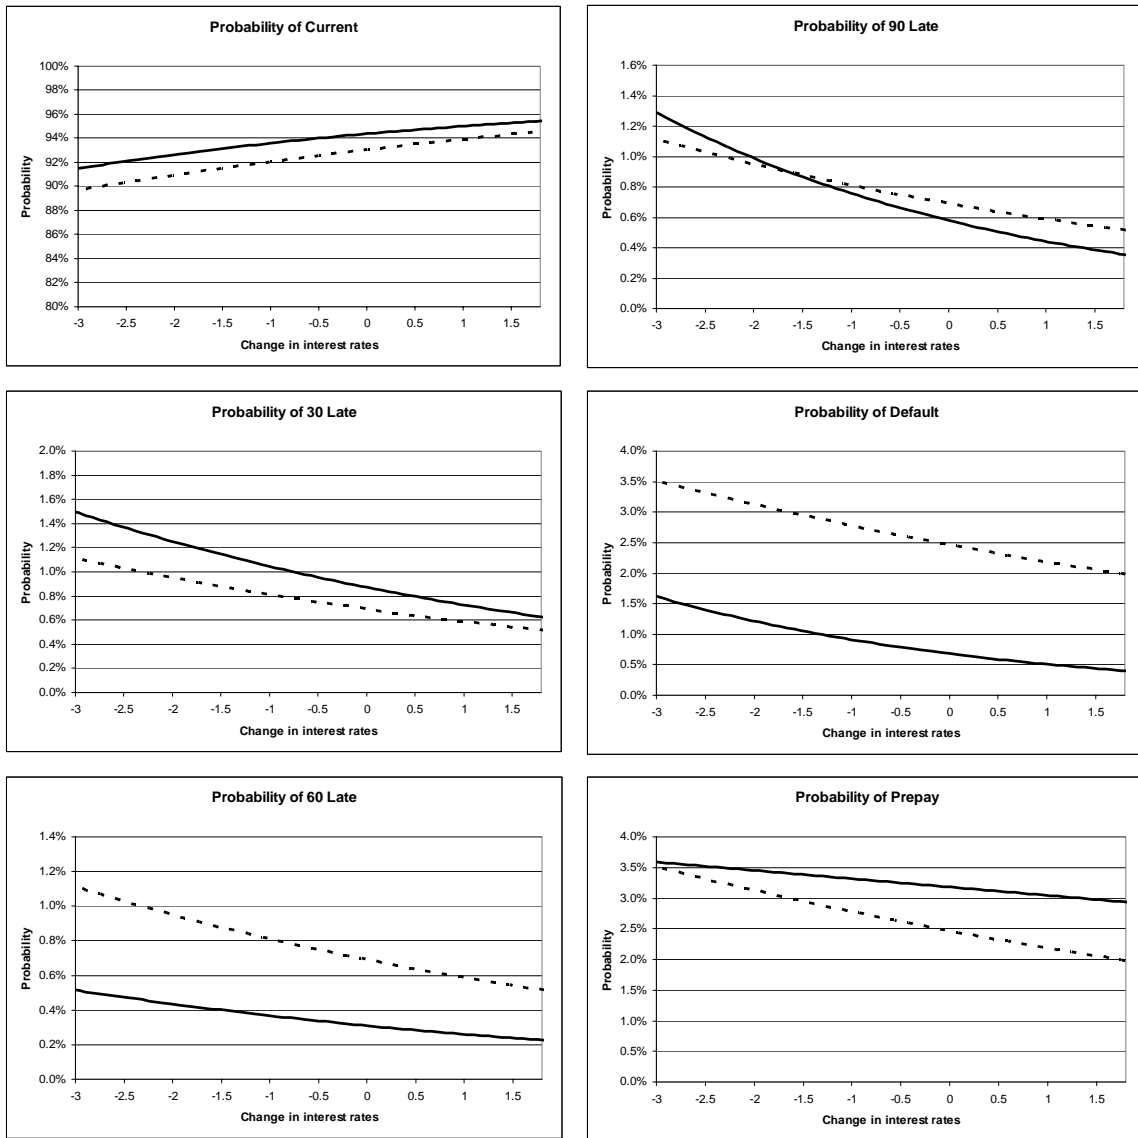 Probability of Current
100%
98%
96%
94%
92%
90%
88%
86%
84%
82%
80%
Probability
-3 -2.5 -2 -1.5 -1 -0.5 0 0.5 1 1.5
Change in interest rates
Probability of 90 Late
1.6%
1.4%
1.2%
1.0%
0.8%
0.6%
0.4%
0.2%
0.0%
Probability
-3 -2.5 -2 -1.5 -1 -0.5 0 0.5 1 1.5
Change in interest rates
Probability of 30 Late
2.0%
1.8%
1.6%
1.4%
1.2%
1.0%
0.8%
0.6%
0.4%
0.2%
0.0%
Probability
-3 -2.5 -2 -1.5 -1 -0.5 0 0.5 1 1.5
Change in interest rates
Probability of Default
4.0%
3.5%
3.0%
2.5%
2.0%
1.5%
1.0%
0.5%
0.0%
Probability
-3 -2.5 -2 -1.5 -1 -0.5 0 0.5 1 1.5
Change in interest rates
Probability of 60 Late
1.4%
1.2%
1.0%
0.8%
0.6%
0.4%
0.2%
0.0%
Probability
-3 -2.5 -2 -1.5 -1 -0.5 0 0.5 1 1.5
Change in interest rates
Probability of Prepay
4.0%
3.5%
3.0%
2.5%
2.0%
1.5%
1.0%
0.5%
0.0%
Probability
-3 -2.5 -2 -1.5 -1 -0.5 0 0.5 1 1.5
Change in interest rates